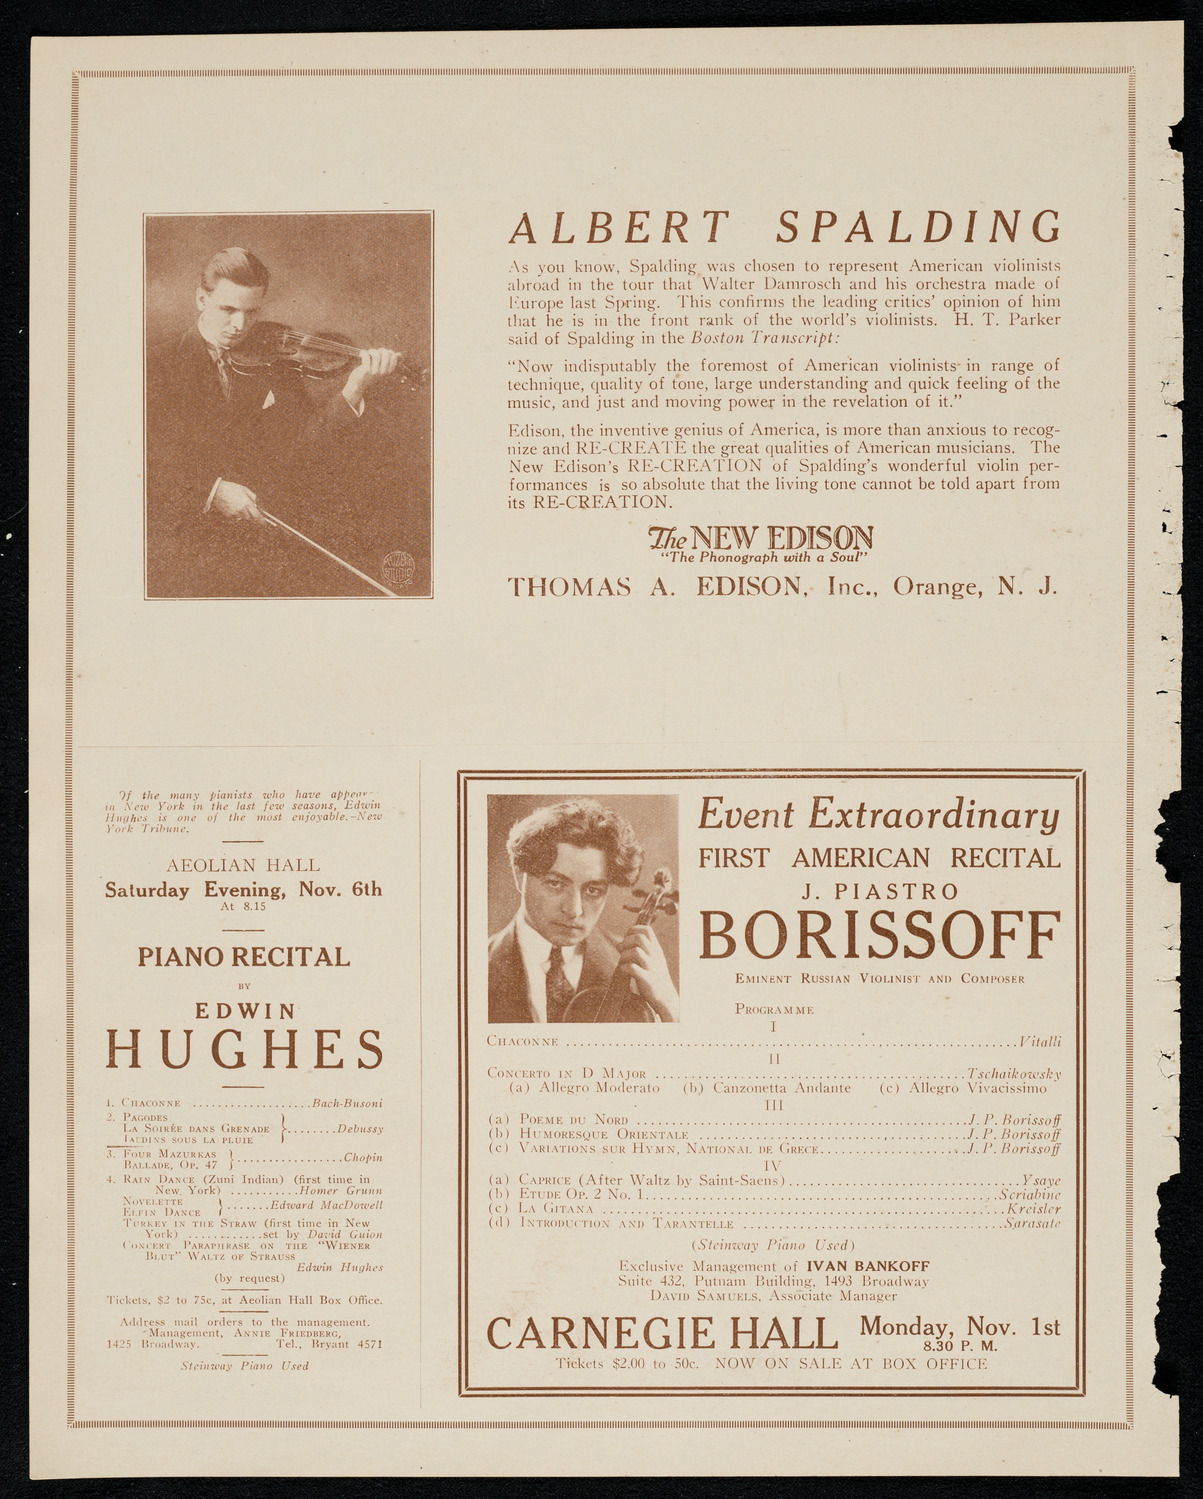 ALBERT SPALDING
As you know, Spalding was chosen to represent American violinists
abroad in the tour that Walter Damrosch and his orchestra made of
Europe last Spring. This confirms the leading critics' opinion of him
that he is in the front rank of the world's violinists. H. T. Parker
said of Spalding in the Boston Transcript:
"Now indisputably the foremost of American violinists in range of
technique, quality of tone, large understanding and quick feeling of the
music, and just and moving power in the revelation of it."
Edison, the inventive genius of America, is more than anxious to recog-
nize and RE-CREATE the great qualities of American musicians. The
New Edison's RE-CREATION of Spalding's wonderful violin per-
formances is so absolute that the living tone cannot be told apart from
its RE-CREATION.
The NEW EDISON
"The Phonograph with a Soul"
THOMAS A. EDISON, Inc., Orange, N. J.
Of the many pianists who have appear
in New York in the last few seasons, Edwin
Hughes is one of the most enjoyable.-New
York Tribune.
AEOLIAN HALL
Saturday Evening, Nov. 6th
At 8.15
PIANO RECITAL
BY
EDWIN
HUGHES
1. CHACONNE ...................Bach-Busoni
2. PAGODES
LA SOIRÉE DANS GRENADE }........Debussy
JARDINS SOUS LA PLUIE
3. FOUR MAZURKAS
BALLADE, OP. 47 }.................Chopin
4. RAIN DANCE (Zuni Indian) (first time in
New York) ...........Homer Grunn
NOVELETTE
ELFIN DANCE }.......Edward MacDowell
TURKEY IN THE STRAW (first time in New
York) ............set by David Guion
CONCERT PARAPHRASE ON THE "WIENER
BLUT" WALTZ OF STRAUSS
Edwin Hughes
(by request)
Tickets, $2 to 75c, at Aeolian Hall Box Office.
Address mail orders to the management.
Management, ANNIE FRIEDBERG,
1425 Broadway. Tel., Bryant 4571
Steinway Piano Used
Event Extraordinary
FIRST AMERICAN RECITAL
J. PIASTRO
BORISSOFF
EMINENT RUSSIAN VIOLINIST AND COMPOSER
PROGRAMME
I
CHACONNE ..........Vitalli
II
CONCERTO IN D MAJOR ..........Tschaikowsky
(a) Allegro Moderato (b) Canzonetta Andante (c) Allegro Vivacissimo
III
(a) POEME DU NORD ..........J. P. Borissoff
(b) HUMORESQUE ORIENTALE ..........J. P. Borissoff
(c) VARIATIONS SUR HYMN, NATIONAL DE GRECE..........J. P. Borissoff
IV
(a) CAPRICE (After Waltz by Saint-Saens)..........Ysaye
(b) ETUDE OP. 2 NO. 1..........Scriabine
(c) LA GITANA ..........Kreisler
(d) INTRODUCTION AND TARANTELLE ..........Sarasate
(Steinway Piano Used)
Exclusive Management of IVAN BANKOFF
Suite 432, Putnam Building, 1493 Broadway
DAVID SAMUELS, Associate Manager
CARNEGIE HALL Monday, Nov. 1st
8.30 P. M.
Tickets $2.00 to 50c. NOW ON SALE AT BOX OFFICE